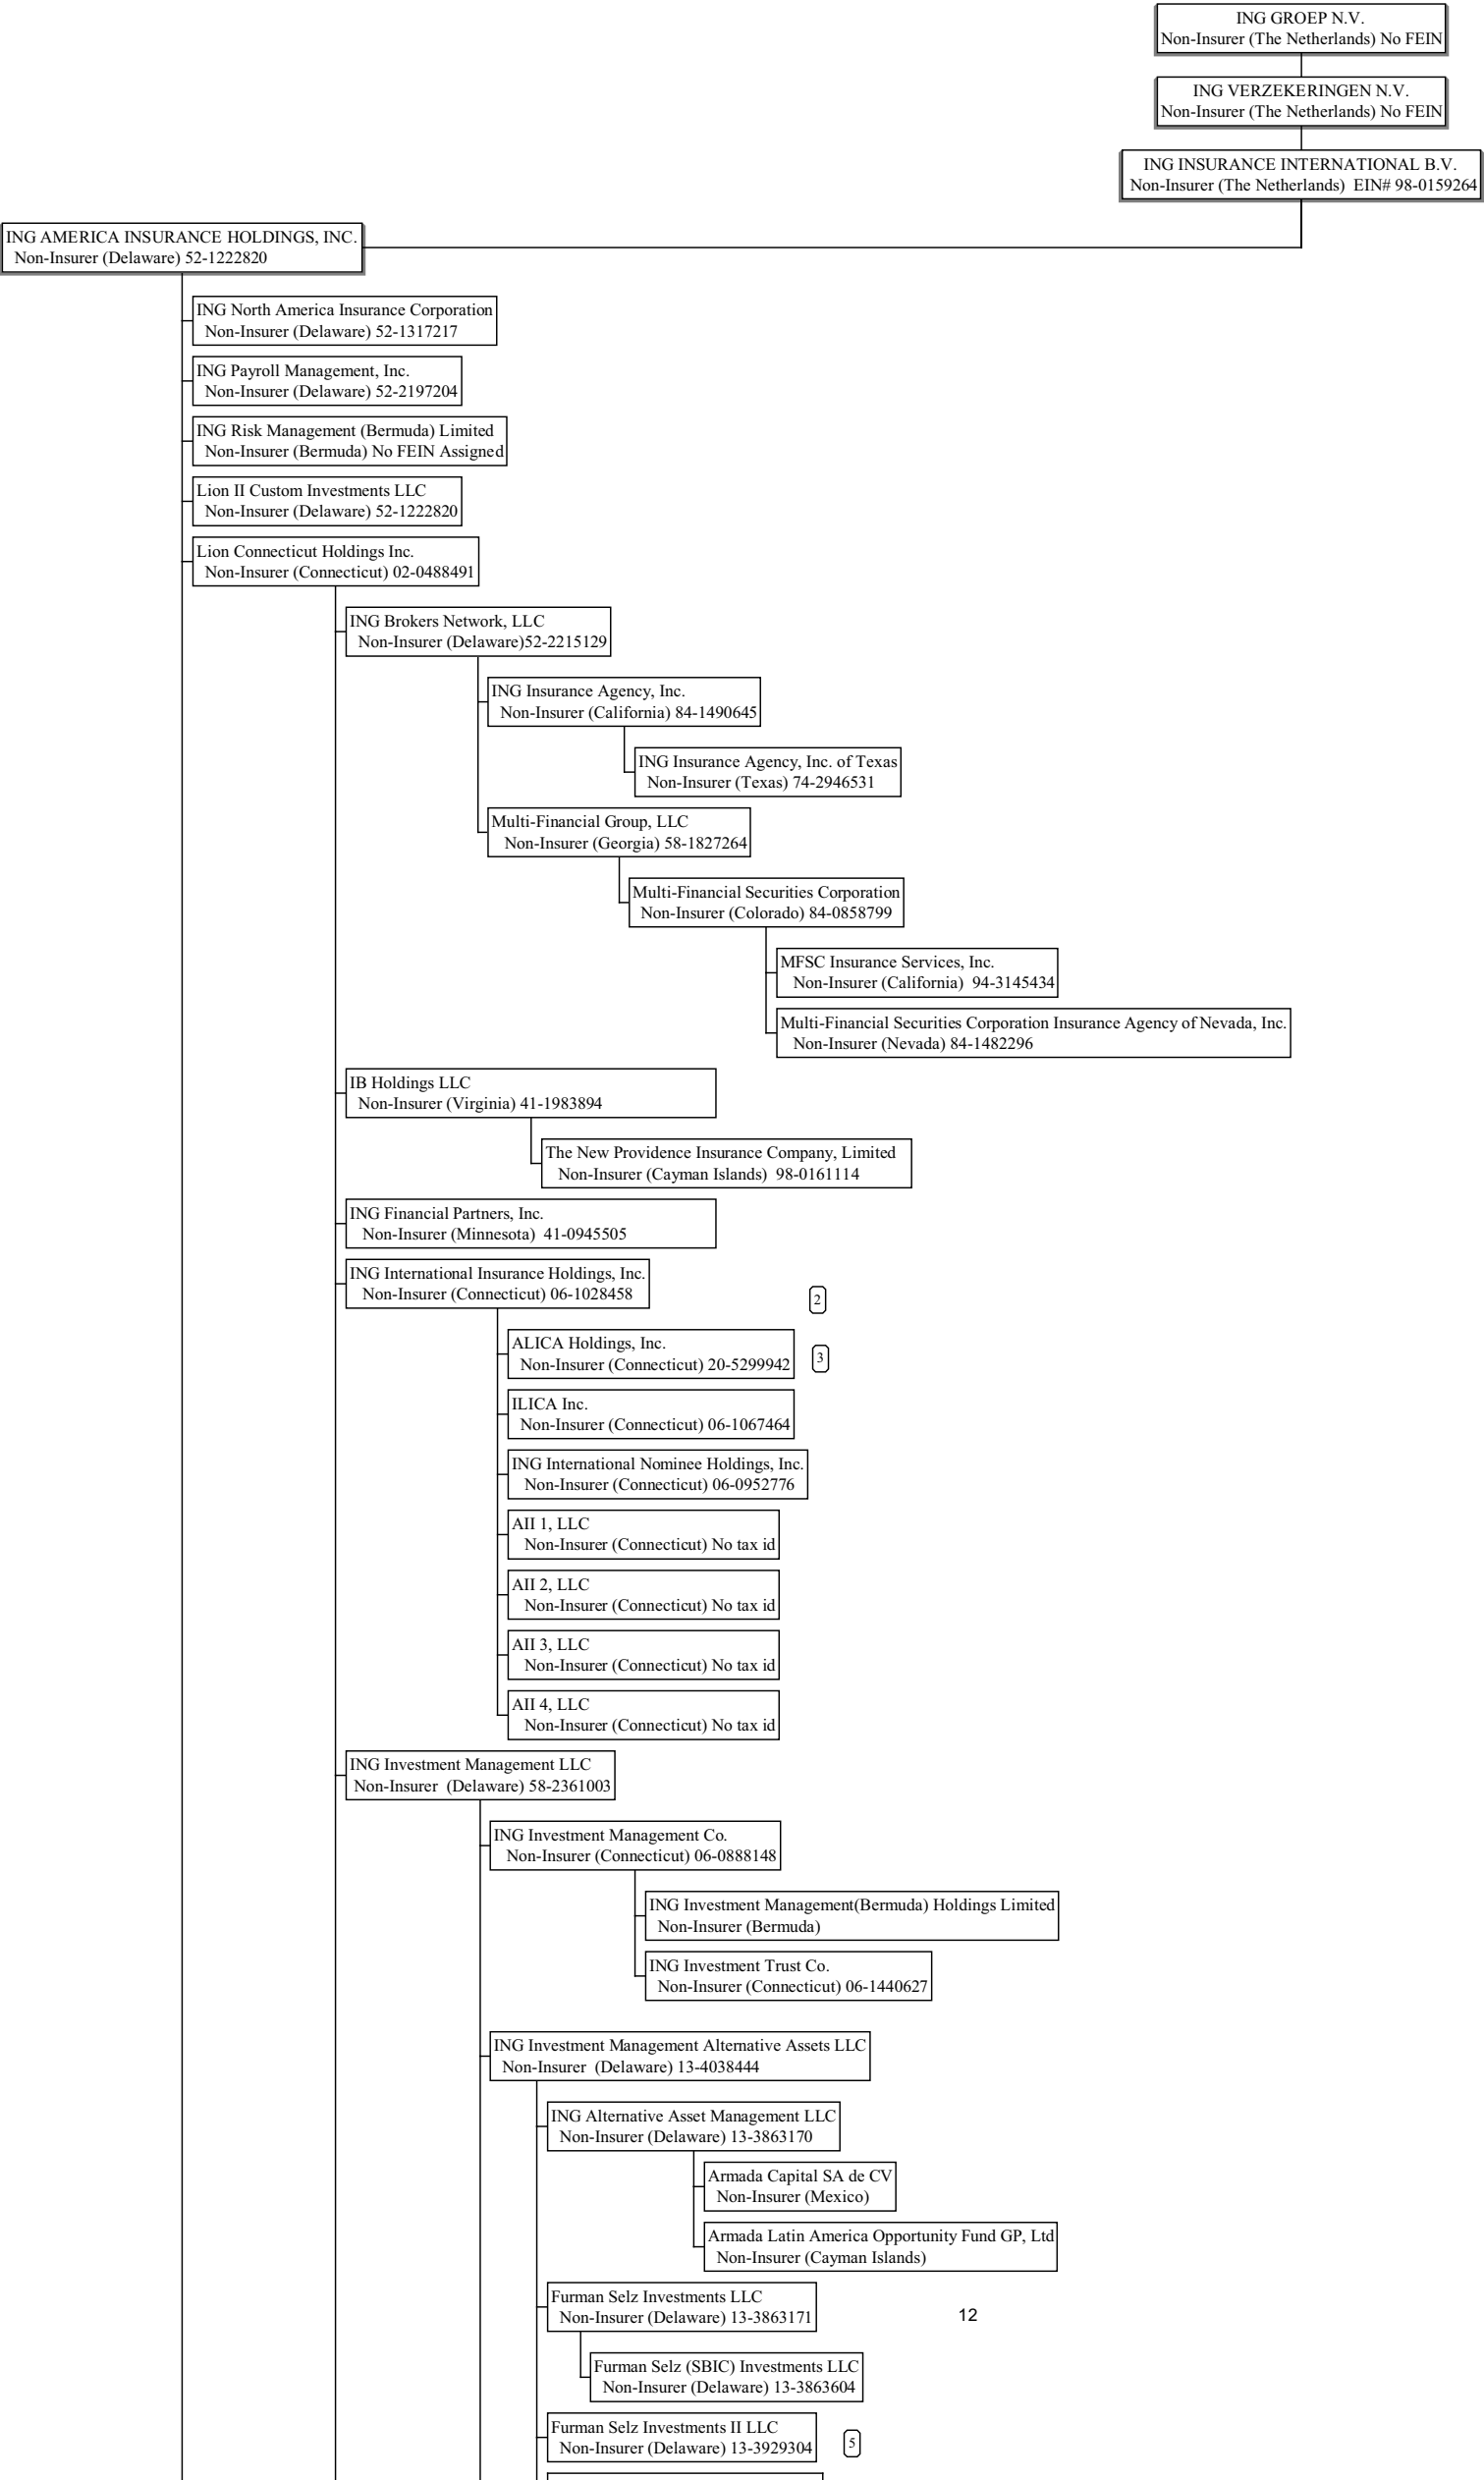 ING GROEP N.V.
Non-Insurer (The Netherlands) No FEIN
ING VERZEKERINGEN N.V.
Non-Insurer (The Netherlands) No FEIN
ING INSURANCE INTERNATIONAL B.V.
Non-Insurer (The Netherlands) EIN# 98-0159264
ING AMERICA INSURANCE HOLDINGS, INC.
Non-Insurer (Delaware) 52-1222820
ING North America Insurance Corporation
Non-Insurer (Delaware) 52-1317217
ING Payroll Management, Inc.
Non-Insurer (Delaware) 52-2197204
ING Risk Management (Bermuda) Limited
Non-Insurer (Bermuda) No FEIN Assigned
Lion II Custom Investments LLC
Non-Insurer (Delaware) 52-1222820
Lion Connecticut Holdings Inc.
Non-Insurer (Connecticut) 02-0488491
ING Brokers Network, LLC
Non-Insurer (Delaware)52-2215129
ING Insurance Agency, Inc.
Non-Insurer (California) 84-1490645
ING Insurance Agency, Inc. of Texas
Non-Insurer (Texas) 74-2946531
Multi-Financial Group, LLC
Non-Insurer (Georgia) 58-1827264
Multi-Financial Securities Corporation
Non-Insurer (Colorado) 84-0858799
MFSC Insurance Services, Inc.
Non-Insurer (California) 94-3145434
Multi-Financial Securities Corporation Insurance Agency of Nevada, Inc.
Non-Insurer (Nevada) 84-1482296
IB Holdings LLC
Non-Insurer (Virginia) 41-1983894
The New Providence Insurance Company, Limited
Non-Insurer (Cayman Islands) 98-0161114
ING Financial Partners, Inc.
Non-Insurer (Minnesota) 41-0945505
ING International Insurance Holdings, Inc.
Non-Insurer (Connecticut) 06-1028458
2
ALICA Holdings, Inc.
Non-Insurer (Connecticut) 20-5299942
3
ILICA Inc.
Non-Insurer (Connecticut) 06-1067464
ING International Nominee Holdings, Inc.
Non-Insurer (Connecticut) 06-0952776
AII 1, LLC
Non-Insurer (Connecticut) No tax id
AII 2, LLC
Non-Insurer (Connecticut) No tax id
AII 3, LLC
Non-Insurer (Connecticut) No tax id
AII 4, LLC
Non-Insurer (Connecticut) No tax id
ING Investment Management LLC
Non-Insurer (Delaware) 58-2361003
ING Investment Management Co.
Non-Insurer (Connecticut) 06-0888148
ING Investment Management(Bermuda) Holdings Limited
Non-Insurer (Bermuda)
ING Investment Trust Co.
Non-Insurer (Connecticut) 06-1440627
ING Investment Management Alternative Assets LLC
Non-Insurer (Delaware) 13-4038444
ING Alternative Asset Management LLC
Non-Insurer (Delaware) 13-3863170
Armada Capital SA de CV
Non-Insurer (Mexico)
Armada Latin America Opportunity Fund GP, Ltd
Non-Insurer (Cayman Islands)
Furman Selz Investments LLC
Non-Insurer (Delaware) 13-3863171
12
Furman Selz (SBIC) Investments LLC
Non-Insurer (Delaware) 13-3863604
Furman Selz Investments II LLC
Non-Insurer (Delaware) 13-3929304
5